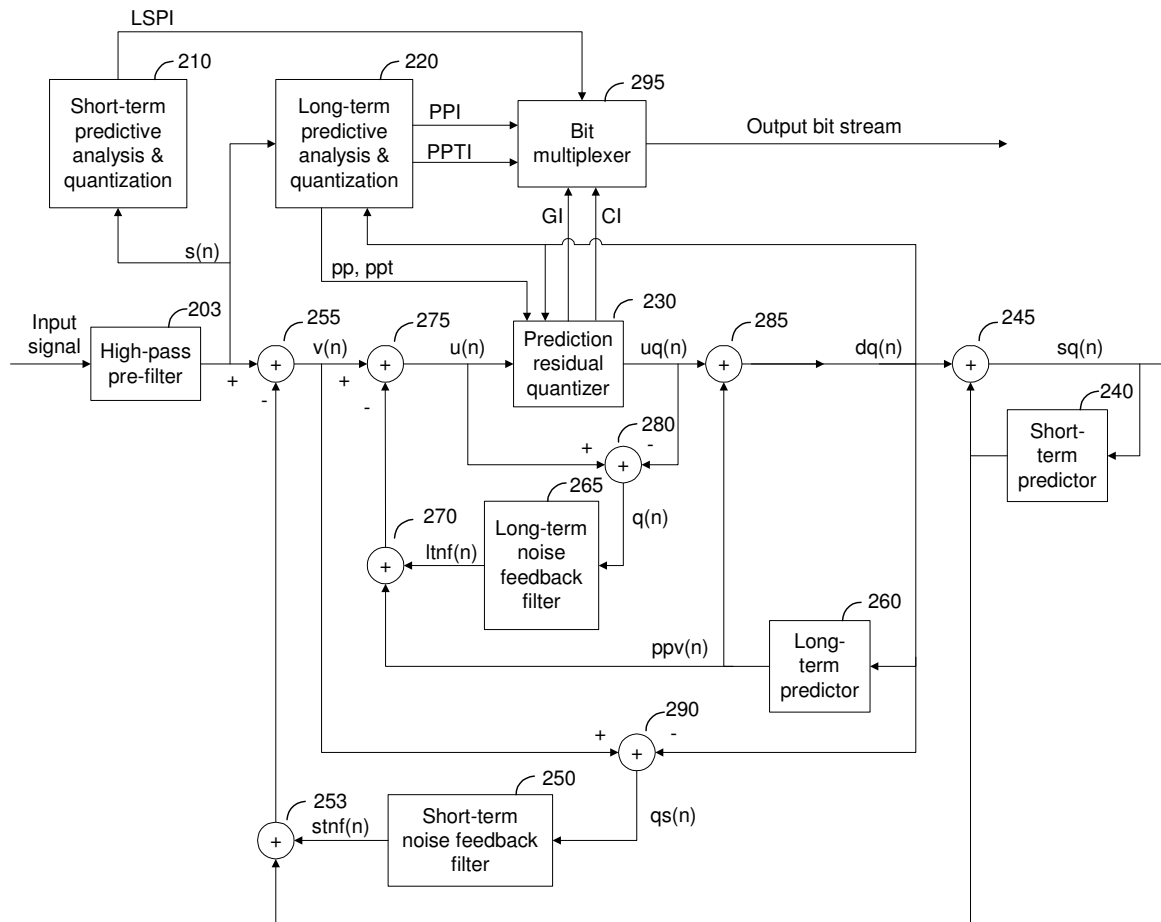 LSPI
210
220
295
Short-term
predictive
analysis &
quantization
Long-term
predictive
analysis &
quantization
PPI
PPTI
Bit
multiplexer
Output bit stream
GI
CI
s(n)
pp, ppt
Input
signal
203
High-pass
pre-filter
+
-
+
255
v(n)
+
-
+
275
u(n)
230
Prediction
residual
quantizer
uq(n)
285
+
dq(n)
245
+
sq(n)
240
Short-
term
predictor
280
+
-
+
265
Long-term
noise
feedback
filter
q(n)
270
+
ltnf(n)
260
Long-
term
predictor
ppv(n)
290
+
-
+
250
Short-term
noise feedback
filter
qs(n)
253
+
stnf(n)